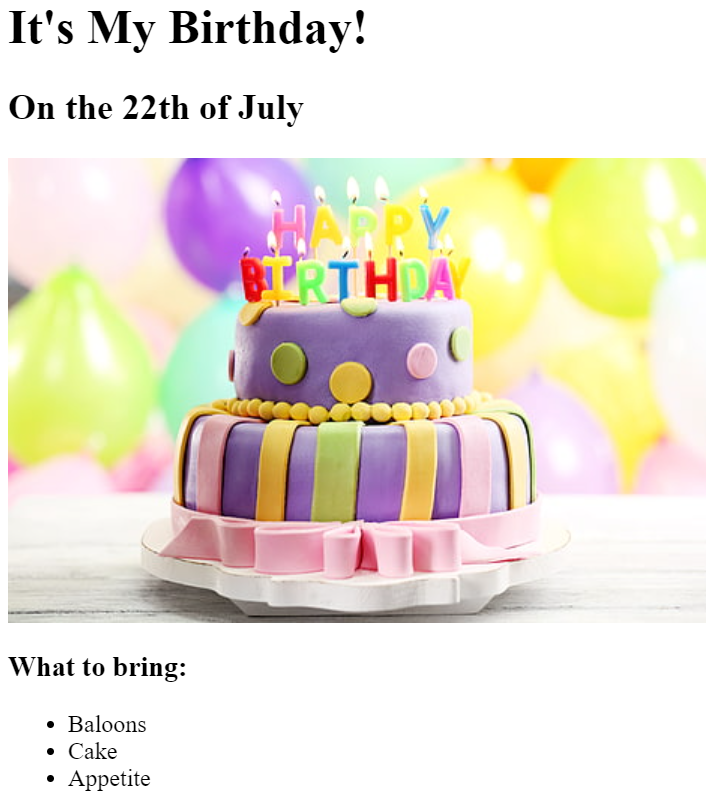 It's My Birthday!
On the 22th of July
HAPPY
BIRTHDAY
What to bring:
Baloons
Cake
Appetite